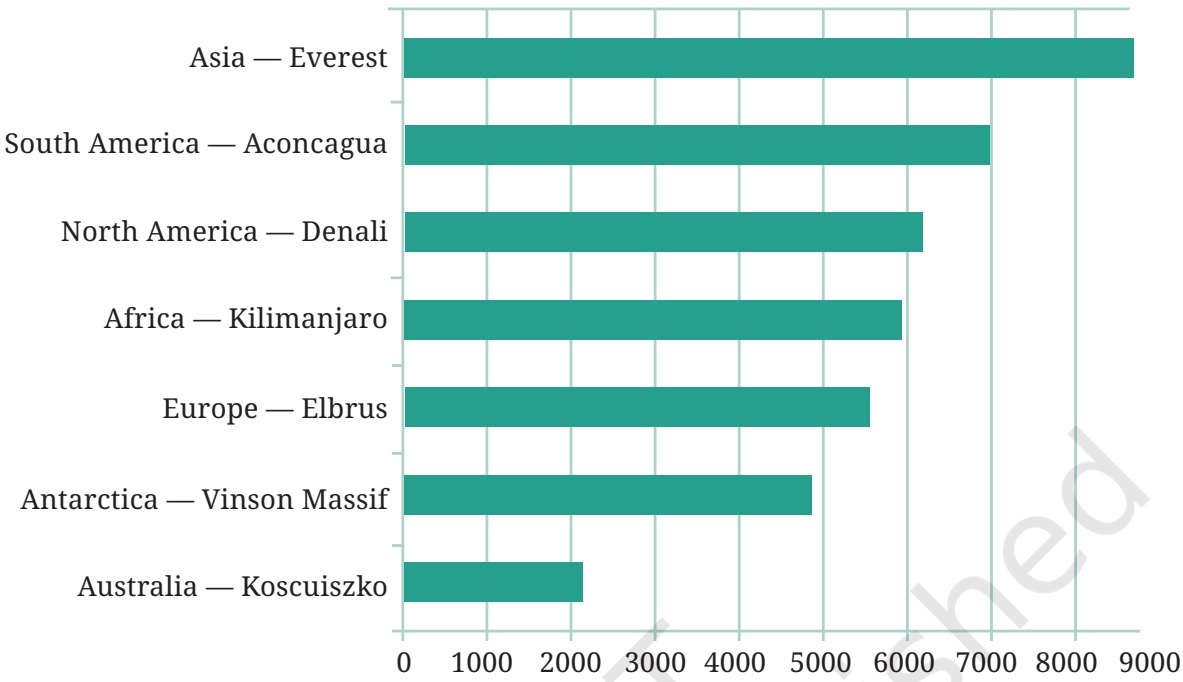 Asia — Everest
South America — Aconcagua
North America — Denali
Africa — Kilimanjaro
Europe — Elbrus
Antarctica — Vinson Massif
Australia — Koscuiszko
0 1000 2000 3000 4000 5000 6000 7000 8000 9000
shed